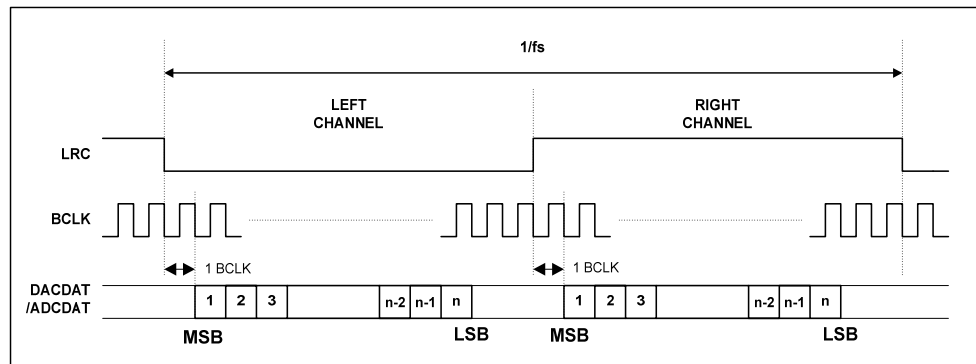 1/fs
LEFT
CHANNEL
RIGHT
CHANNEL
LRC
BCLK
1 BCLK
1 BCLK
DACDAT
/ADCDAT
1 2 3 n-2 n-1 n 1 2 3 n-2 n-1 n
MSB LSB MSB LSB